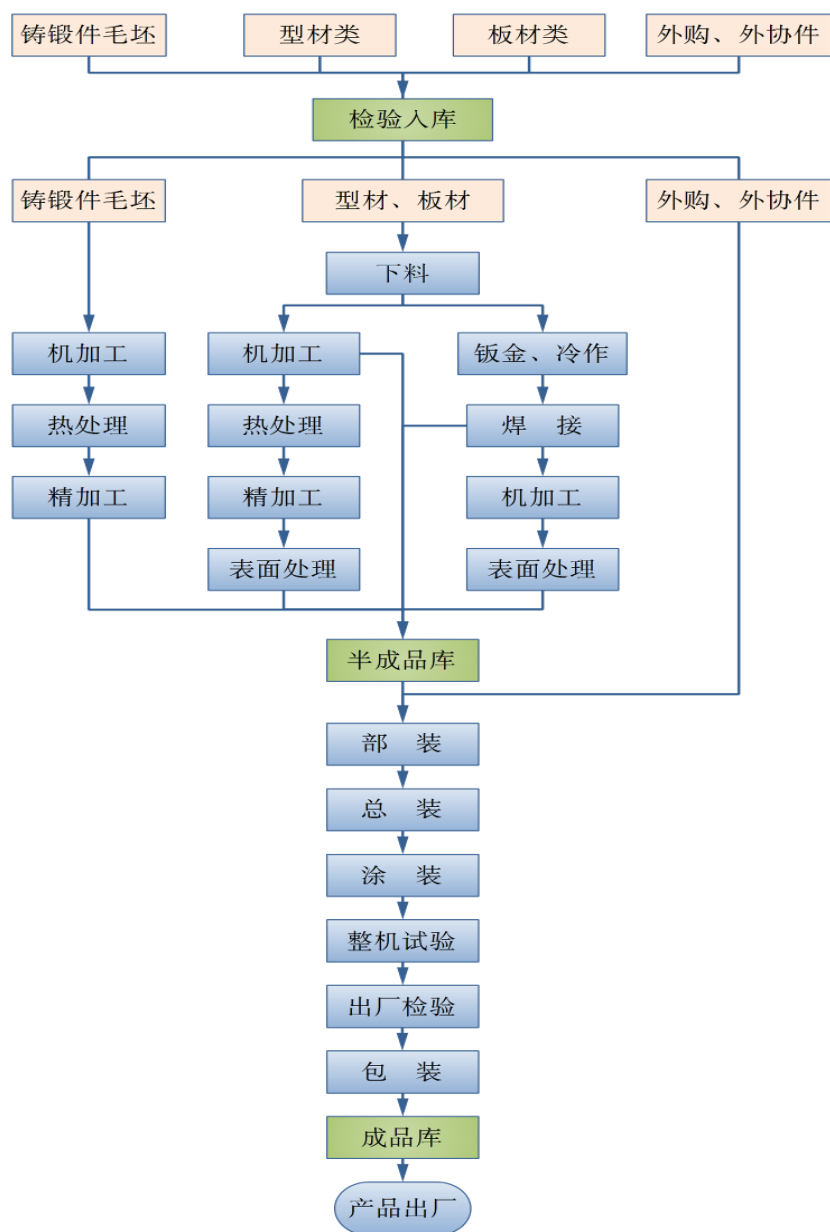 铸锻件毛坯
型材类
板材类
外购、外协件
检验入库
铸锻件毛坯
型材、板材
外购、外协件
下料
机加工
机加工
钣金、冷作
热处理
热处理
焊 接
精加工
精加工
机加工
表面处理
表面处理
半成品库
部 装
总 装
涂 装
整机试验
出厂检验
包 装
成品库
产品出厂